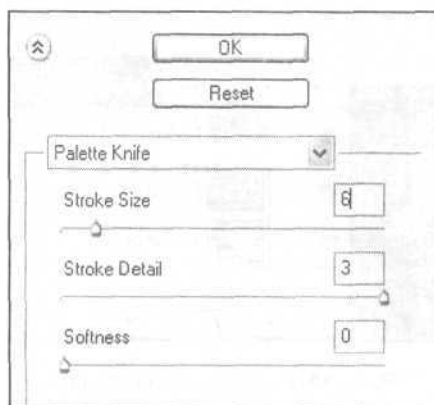 OK
Reset
Palette Knife
Stroke Size 6
Stroke Detail 3
Softness 0